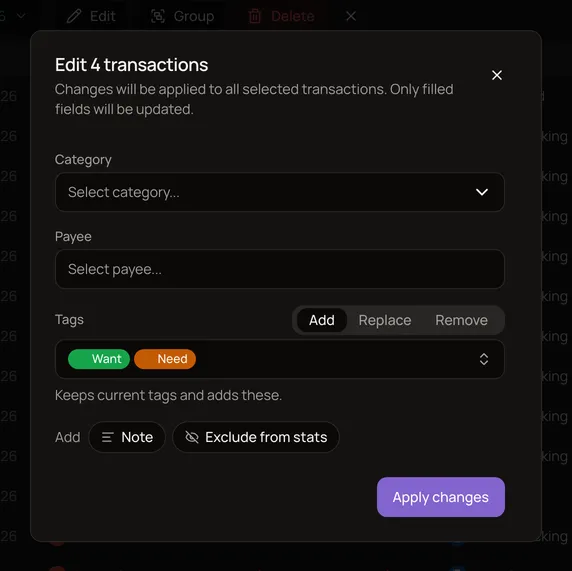 Edit
Group
Delete
Edit 4 transactions
Changes will be applied to all selected transactions. Only filled
fields will be updated.
Category
Select category...
Payee
Select payee...
Tags
Add
Replace
Remove
Want
Need
Keeps current tags and adds these.
Add
Note
Exclude from stats
Apply changes